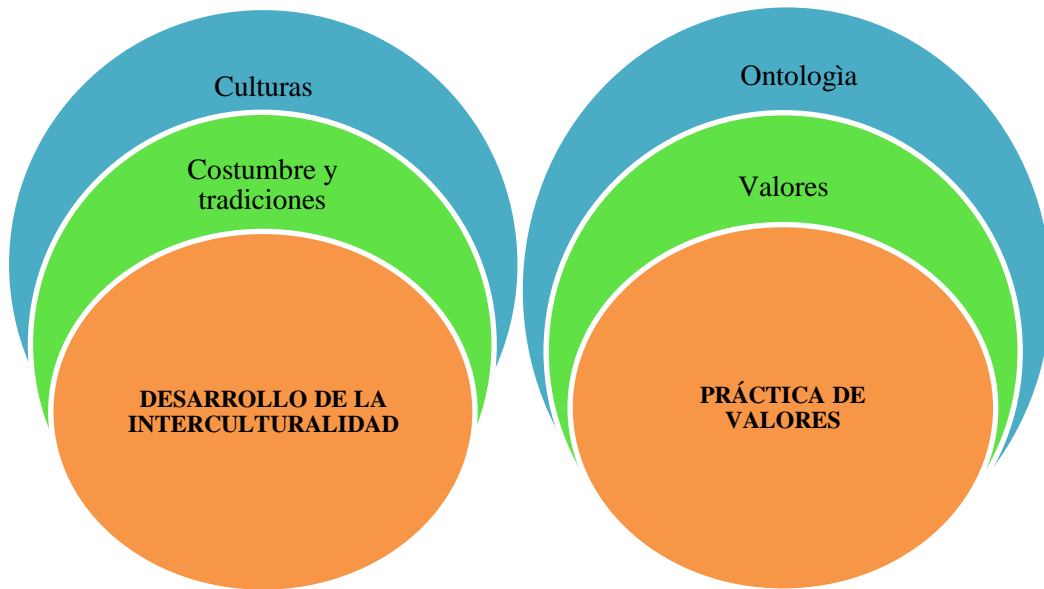 Culturas
Costumbre y
tradiciones
DESARROLLO DE LA
INTERCULTURALIDAD
Ontologìa
Valores
PRÁCTICA DE
VALORES